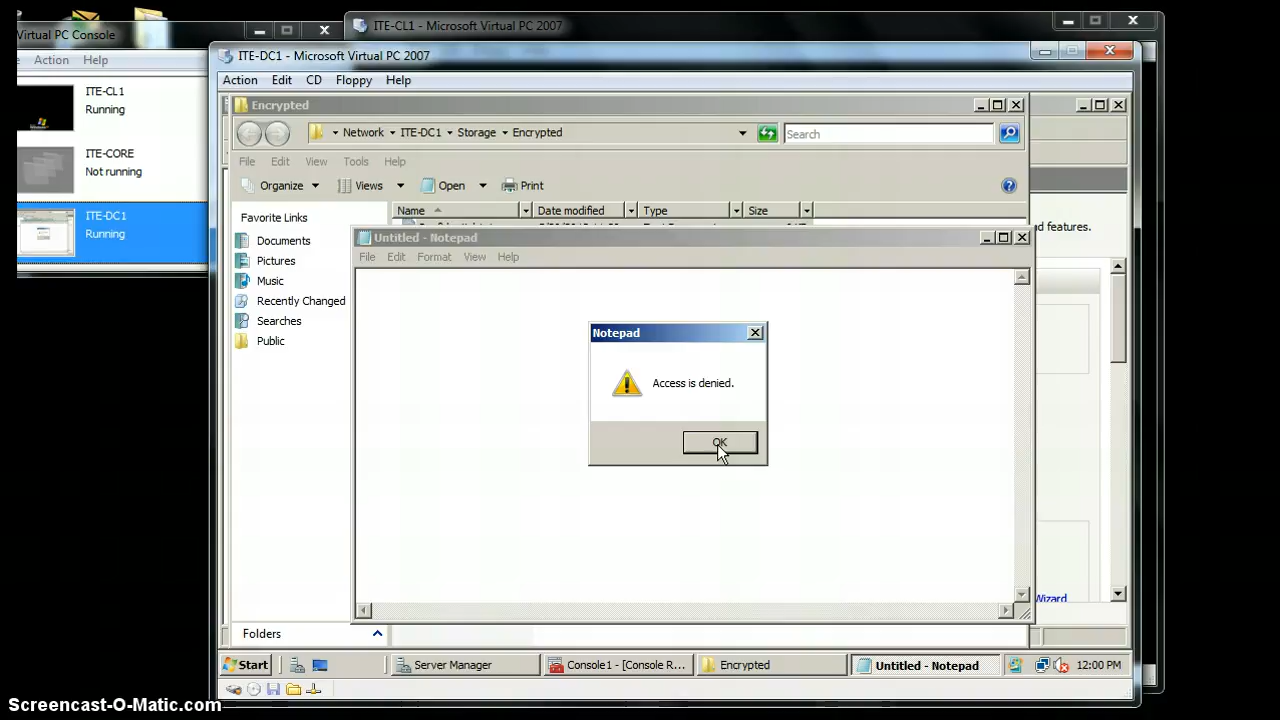 ITE-CL1 - Microsoft Virtual PC 2007
Virtual PC Console
Action Help
ITE-CL1
Running
ITE-CORE
Not running
ITE-DC1
Running
ITE-DC1 - Microsoft Virtual PC 2007
Action Edit CD Floppy Help
Encrypted
Network ITE-DC1 Storage Encrypted
Search
File Edit View Tools Help
Organize Views Open Print
Favorite Links
Documents
Pictures
Music
Recently Changed
Searches
Public
Folders
Name Date modified Type Size
nd features.
Untitled - Notepad
File Edit Format View Help
Notepad
Access is denied.
OK
Wizard
Start Server Manager Console1 - [Console R... Encrypted Untitled - Notepad 12:00 PM
Screencast-O-Matic.com